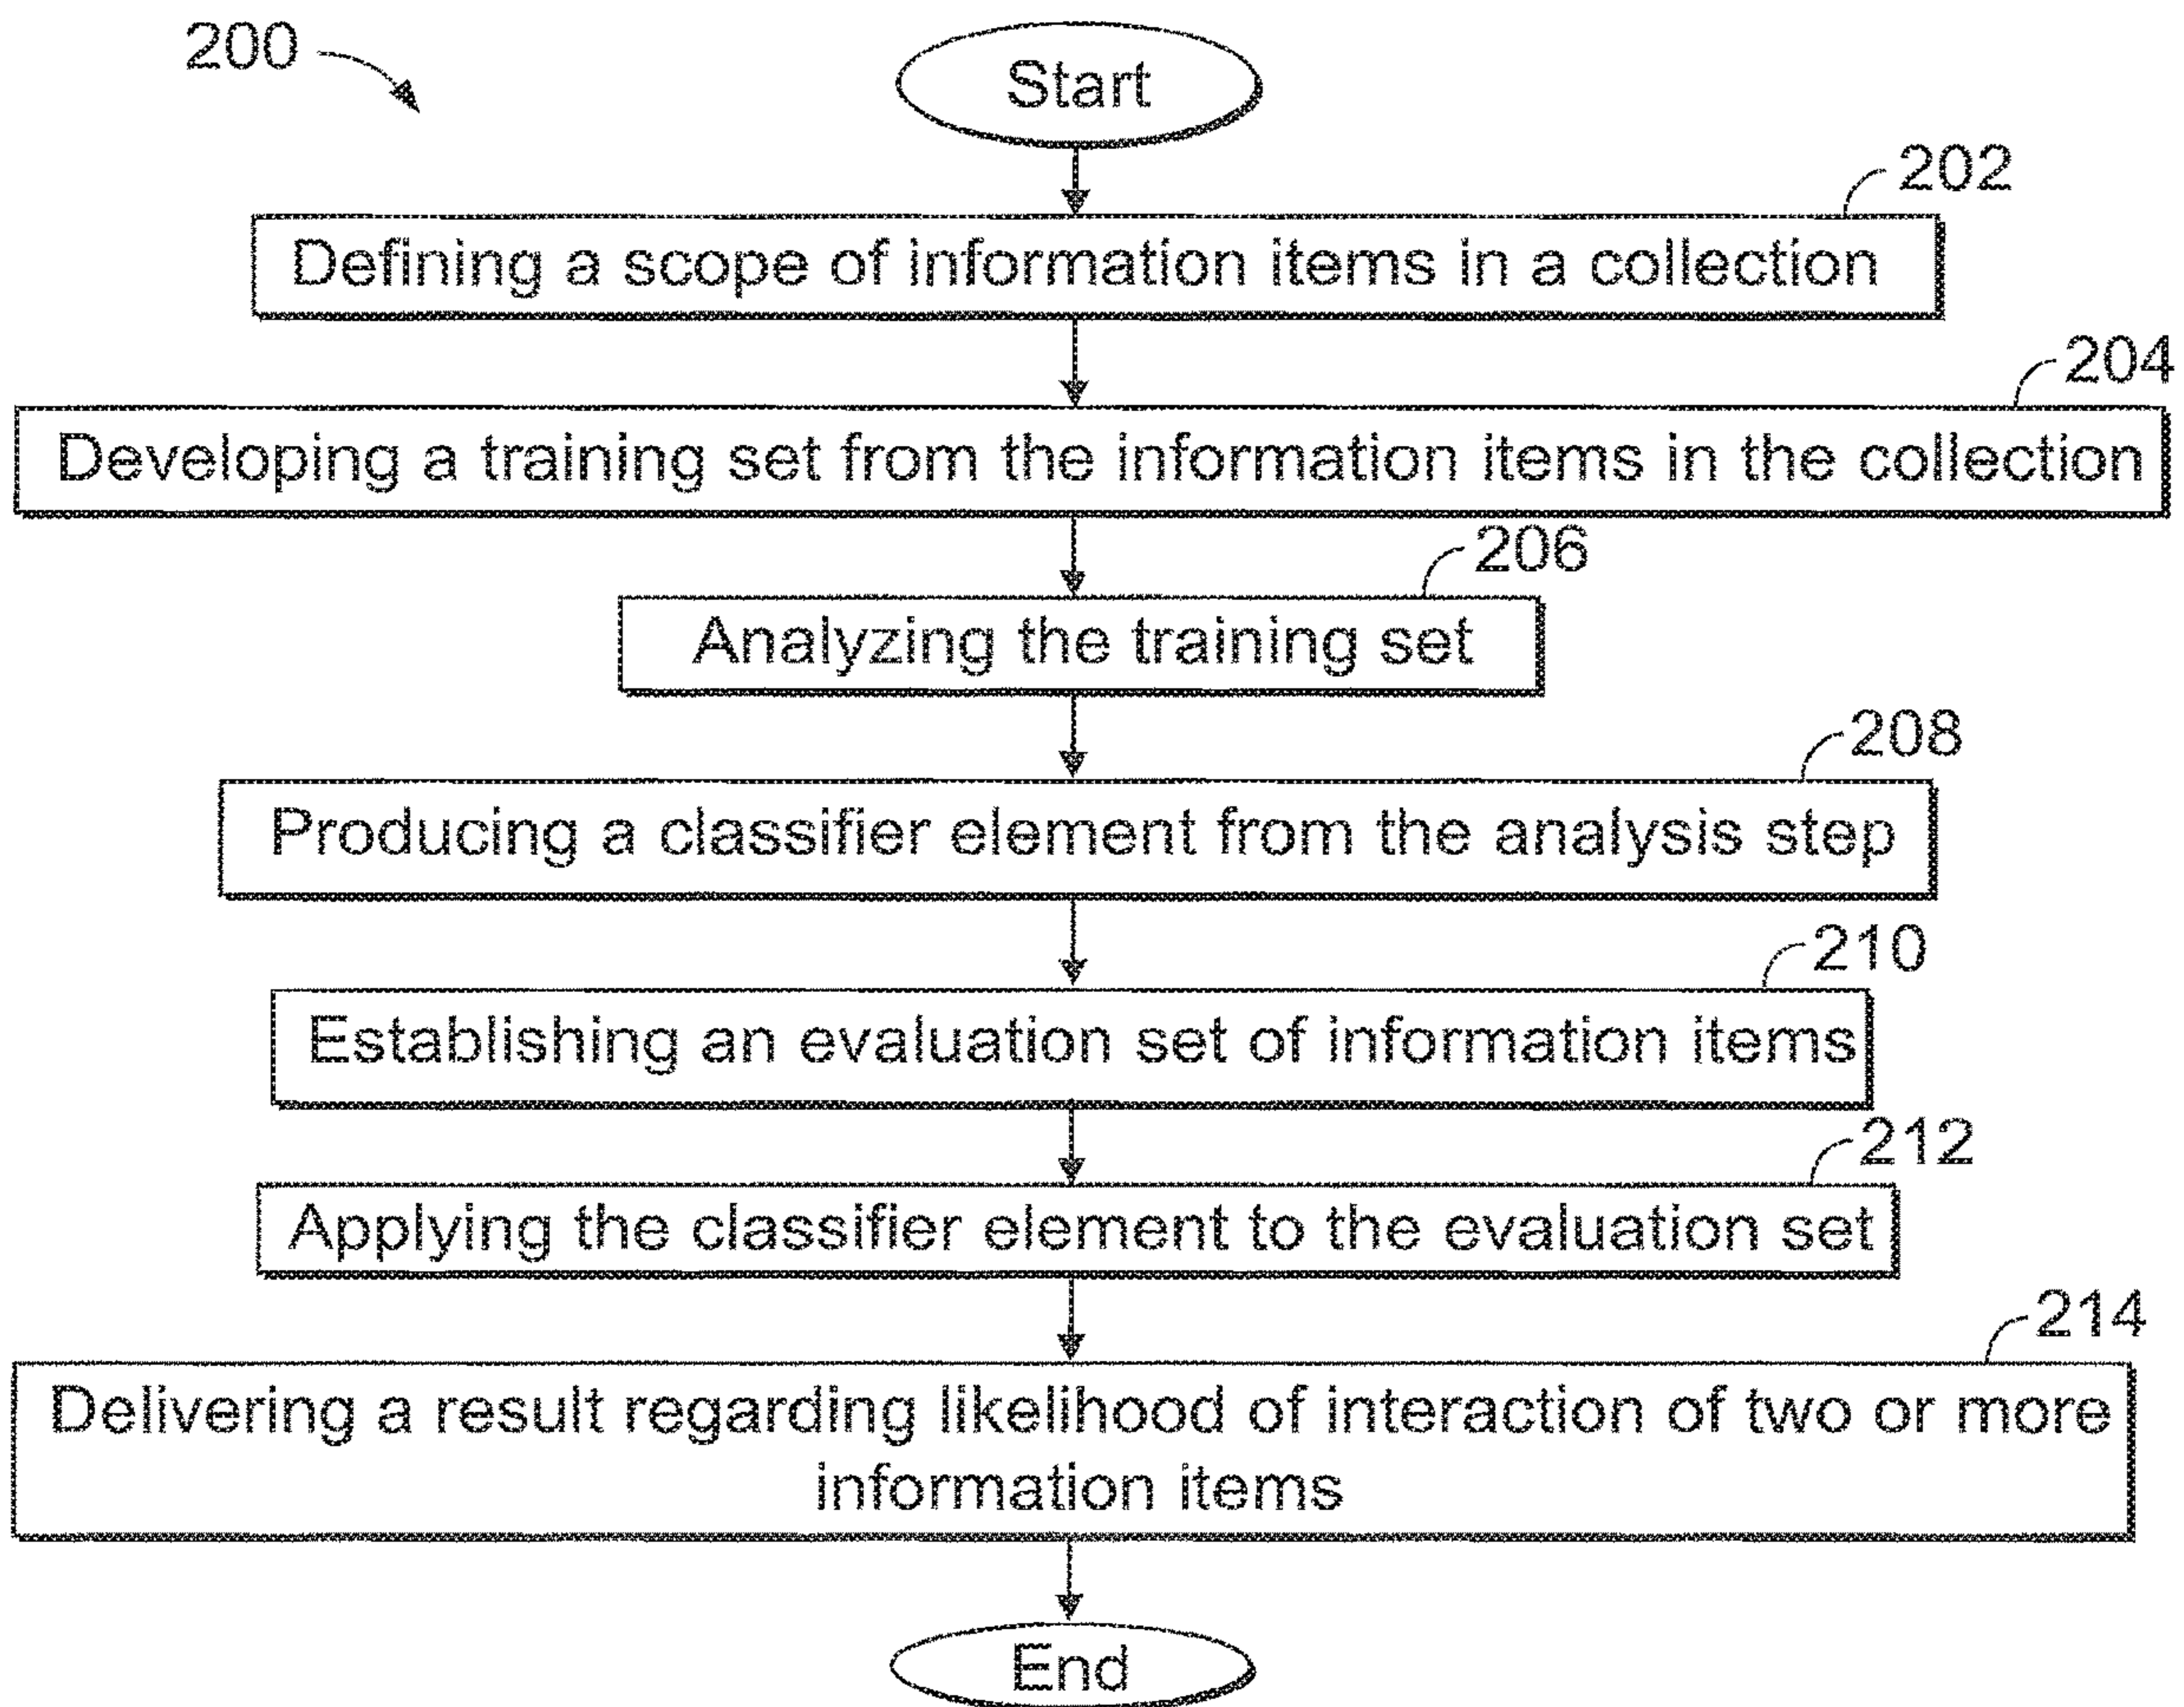 200
Start
202
Defining a scope of information items in a collection
204
Developing a training set from the information items in the collection
206
Analyzing the training set
208
Producing a classifier element from the analysis step
210
Establishing an evaluation set of information items
212
Applying the classifier element to the evaluation set
214
Delivering a result regarding likelihood of interaction of two or more
information items
End